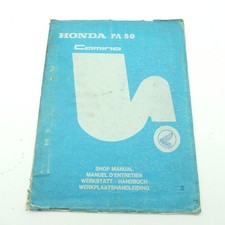 HONDA PA 50
Camino
SHOP MANUAL
MANUEL D'ENTRETIEN
WERKSTATT - HANDBUCH
WERKPLAATSHANDLEIDING